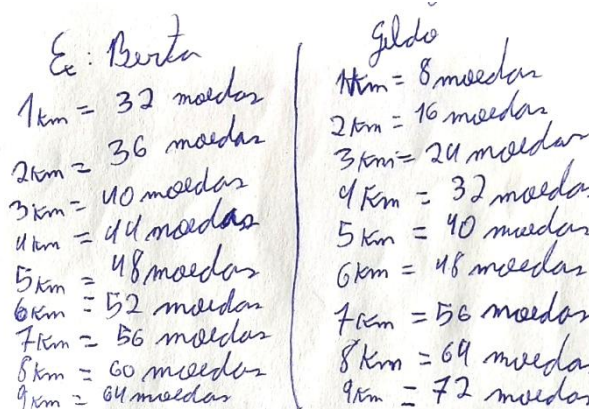 E: Berta
1km = 32 moedas
2km = 36 moedas
3km = 40 moedas
4km = 44 moedas
5km = 48 moedas
6km = 52 moedas
7km = 56 moedas
8km = 60 moedas
9km = 64 moedas
Gildo
1km = 8 moedas
2km = 16 moedas
3km = 24 moedas
4km = 32 moedas
5km = 40 moedas
6km = 48 moedas
7km = 56 moedas
8km = 64 moedas
9km = 72 moedas